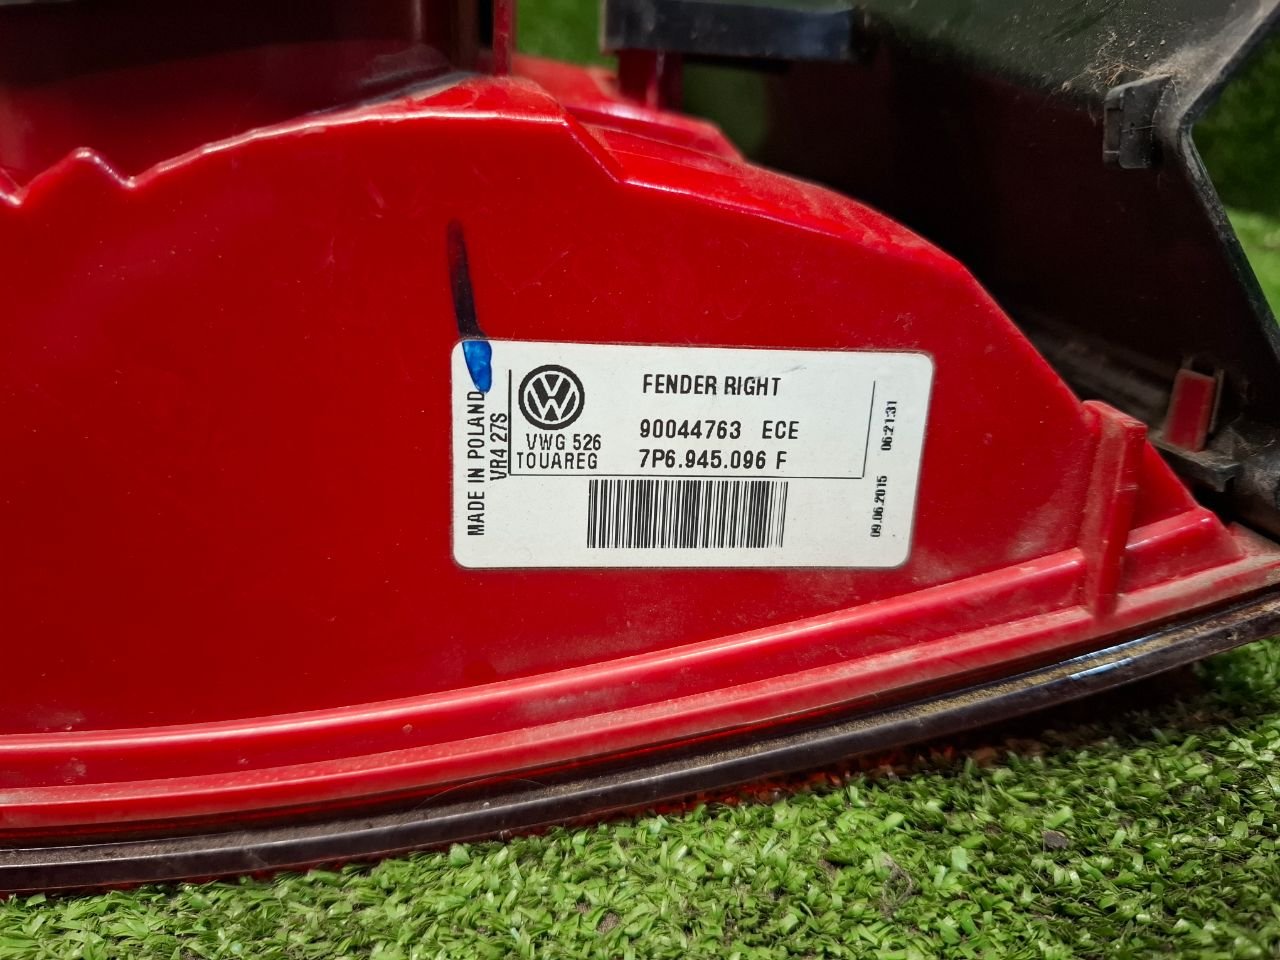 MADE IN POLAND
VR4 27S
VW
VWG 526
TOUAREG
FENDER RIGHT
90044763 ECE
7P6.945.096 F
09.06.2015 06:21:31